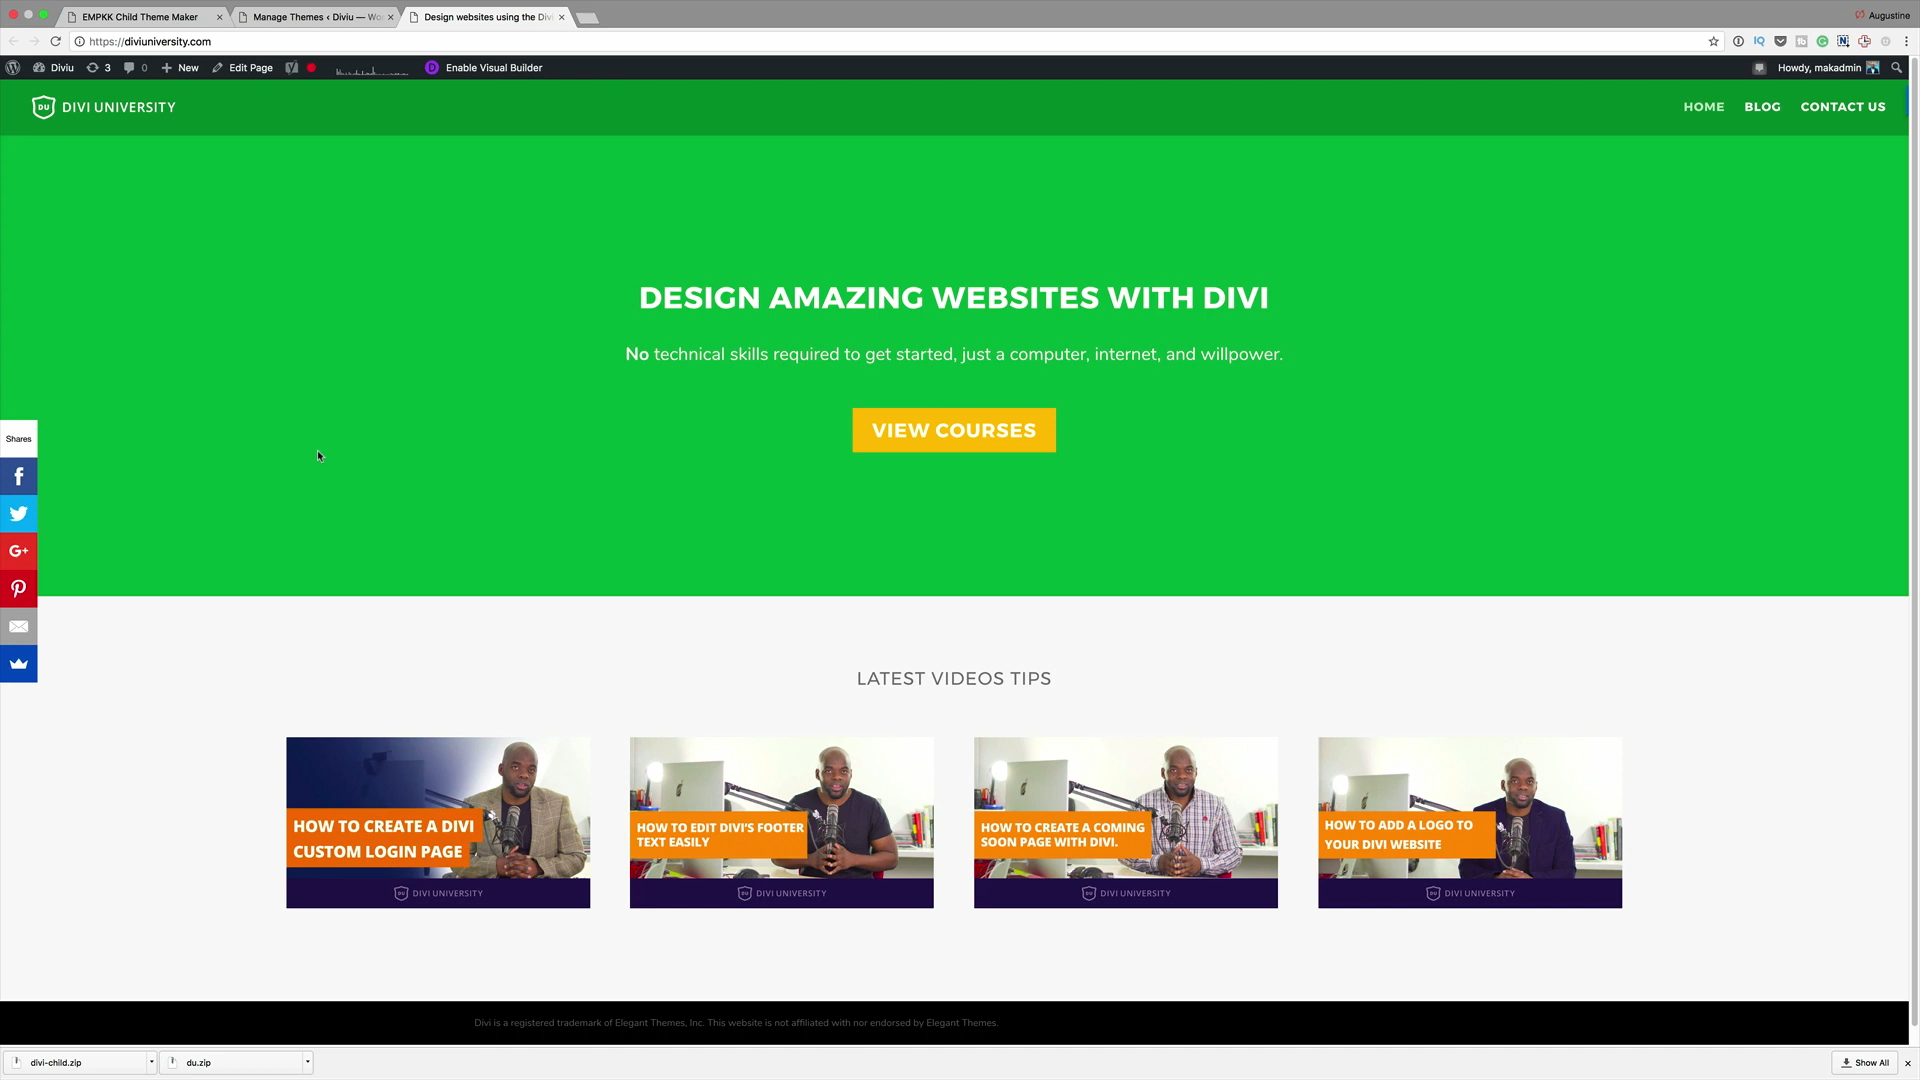 EMPKK Child Theme Maker
Manage Themes ‹ Diviu — Wo
Design websites using the Div
Augustine
https://diviuniversity.com
Diviu
3
0
New
Edit Page
D
Enable Visual Builder
Howdy, makadmin
DU DIVI UNIVERSITY
HOME
BLOG
CONTACT US
DESIGN AMAZING WEBSITES WITH DIVI
No technical skills required to get started, just a computer, internet, and willpower.
VIEW COURSES
Shares
LATEST VIDEOS TIPS
HOW TO CREATE A DIVI
CUSTOM LOGIN PAGE
DU DIVI UNIVERSITY
HOW TO EDIT DIVI'S FOOTER
TEXT EASILY
DU DIVI UNIVERSITY
HOW TO CREATE A COMING
SOON PAGE WITH DIVI.
DU DIVI UNIVERSITY
HOW TO ADD A LOGO TO
YOUR DIVI WEBSITE
DU DIVI UNIVERSITY
Divi is a registered trademark of Elegant Themes, Inc. This website is not affiliated with nor endorsed by Elegant Themes.
divi-child.zip
du.zip
Show All